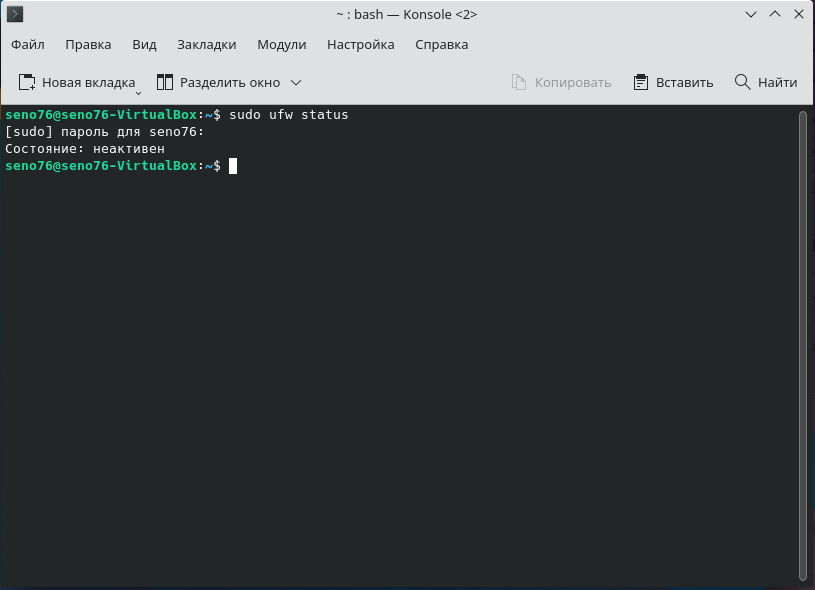 ~ : bash — Konsole <2>
Файл Правка Вид Закладки Модули Настройка Справка
Новая вкладка Разделить окно Копировать Вставить Найти
seno76@seno76-VirtualBox:~$ sudo ufw status
[sudo] пароль для seno76:
Состояние: неактивен
seno76@seno76-VirtualBox:~$